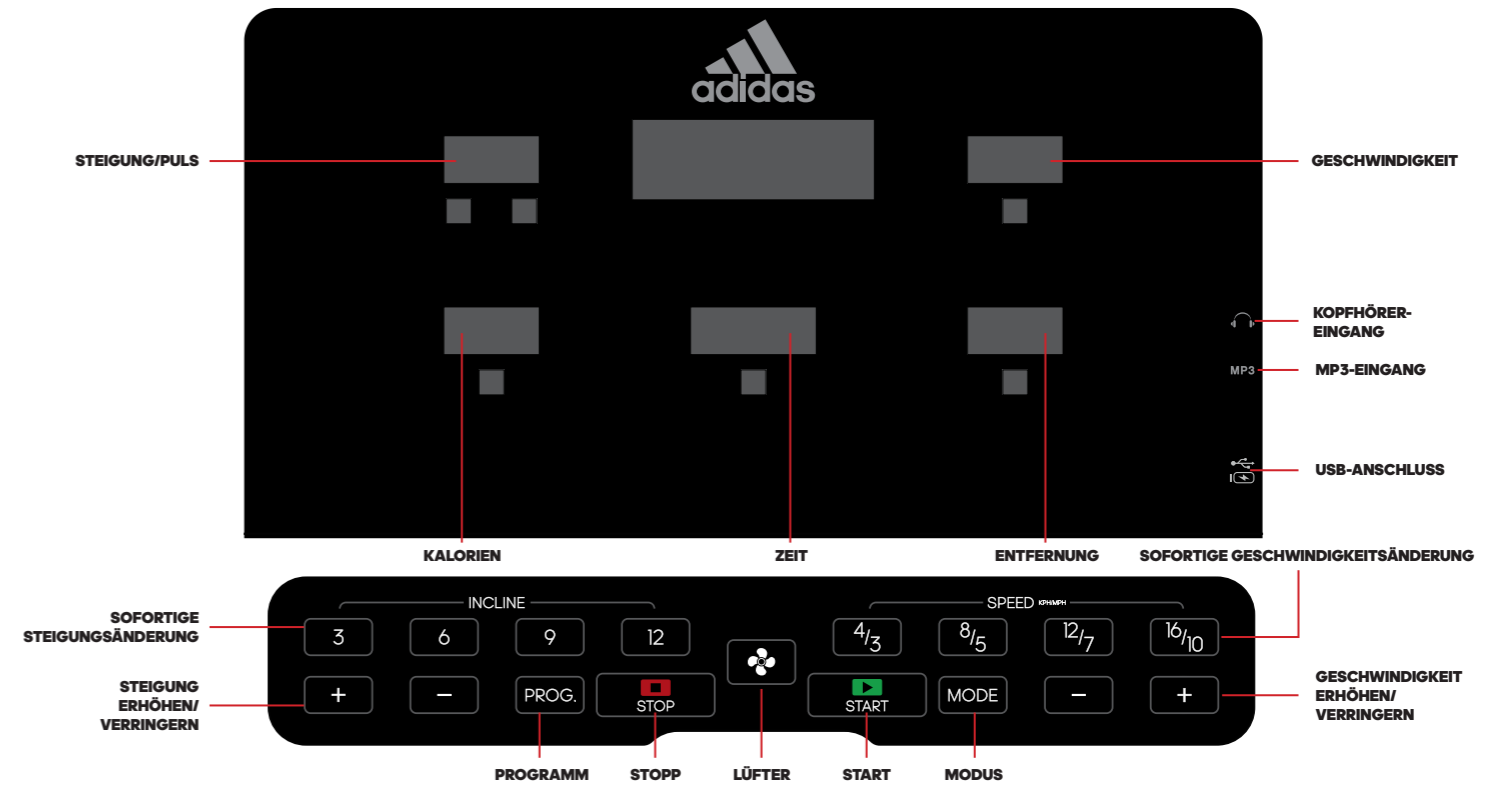 adidas
STEIGUNG/PULS
GESCHWINDIGKEIT
KOPFHÖRER-
EINGANG
MP3
MP3-EINGANG
USB-ANSCHLUSS
KALORIEN
ZEIT
ENTFERNUNG
SOFORTIGE GESCHWINDIGKEITSÄNDERUNG
SOFORTIGE
STEIGUNGSÄNDERUNG
INCLINE
SPEED KPH/MPH
3 6 9 12
4/3 8/5 12/7 16/10
STEIGUNG
ERHÖHEN/
VERRINGERN
+ − PROG. STOP START MODE − +
GESCHWINDIGKEIT
ERHÖHEN/
VERRINGERN
PROGRAMM STOPP LÜFTER START MODUS